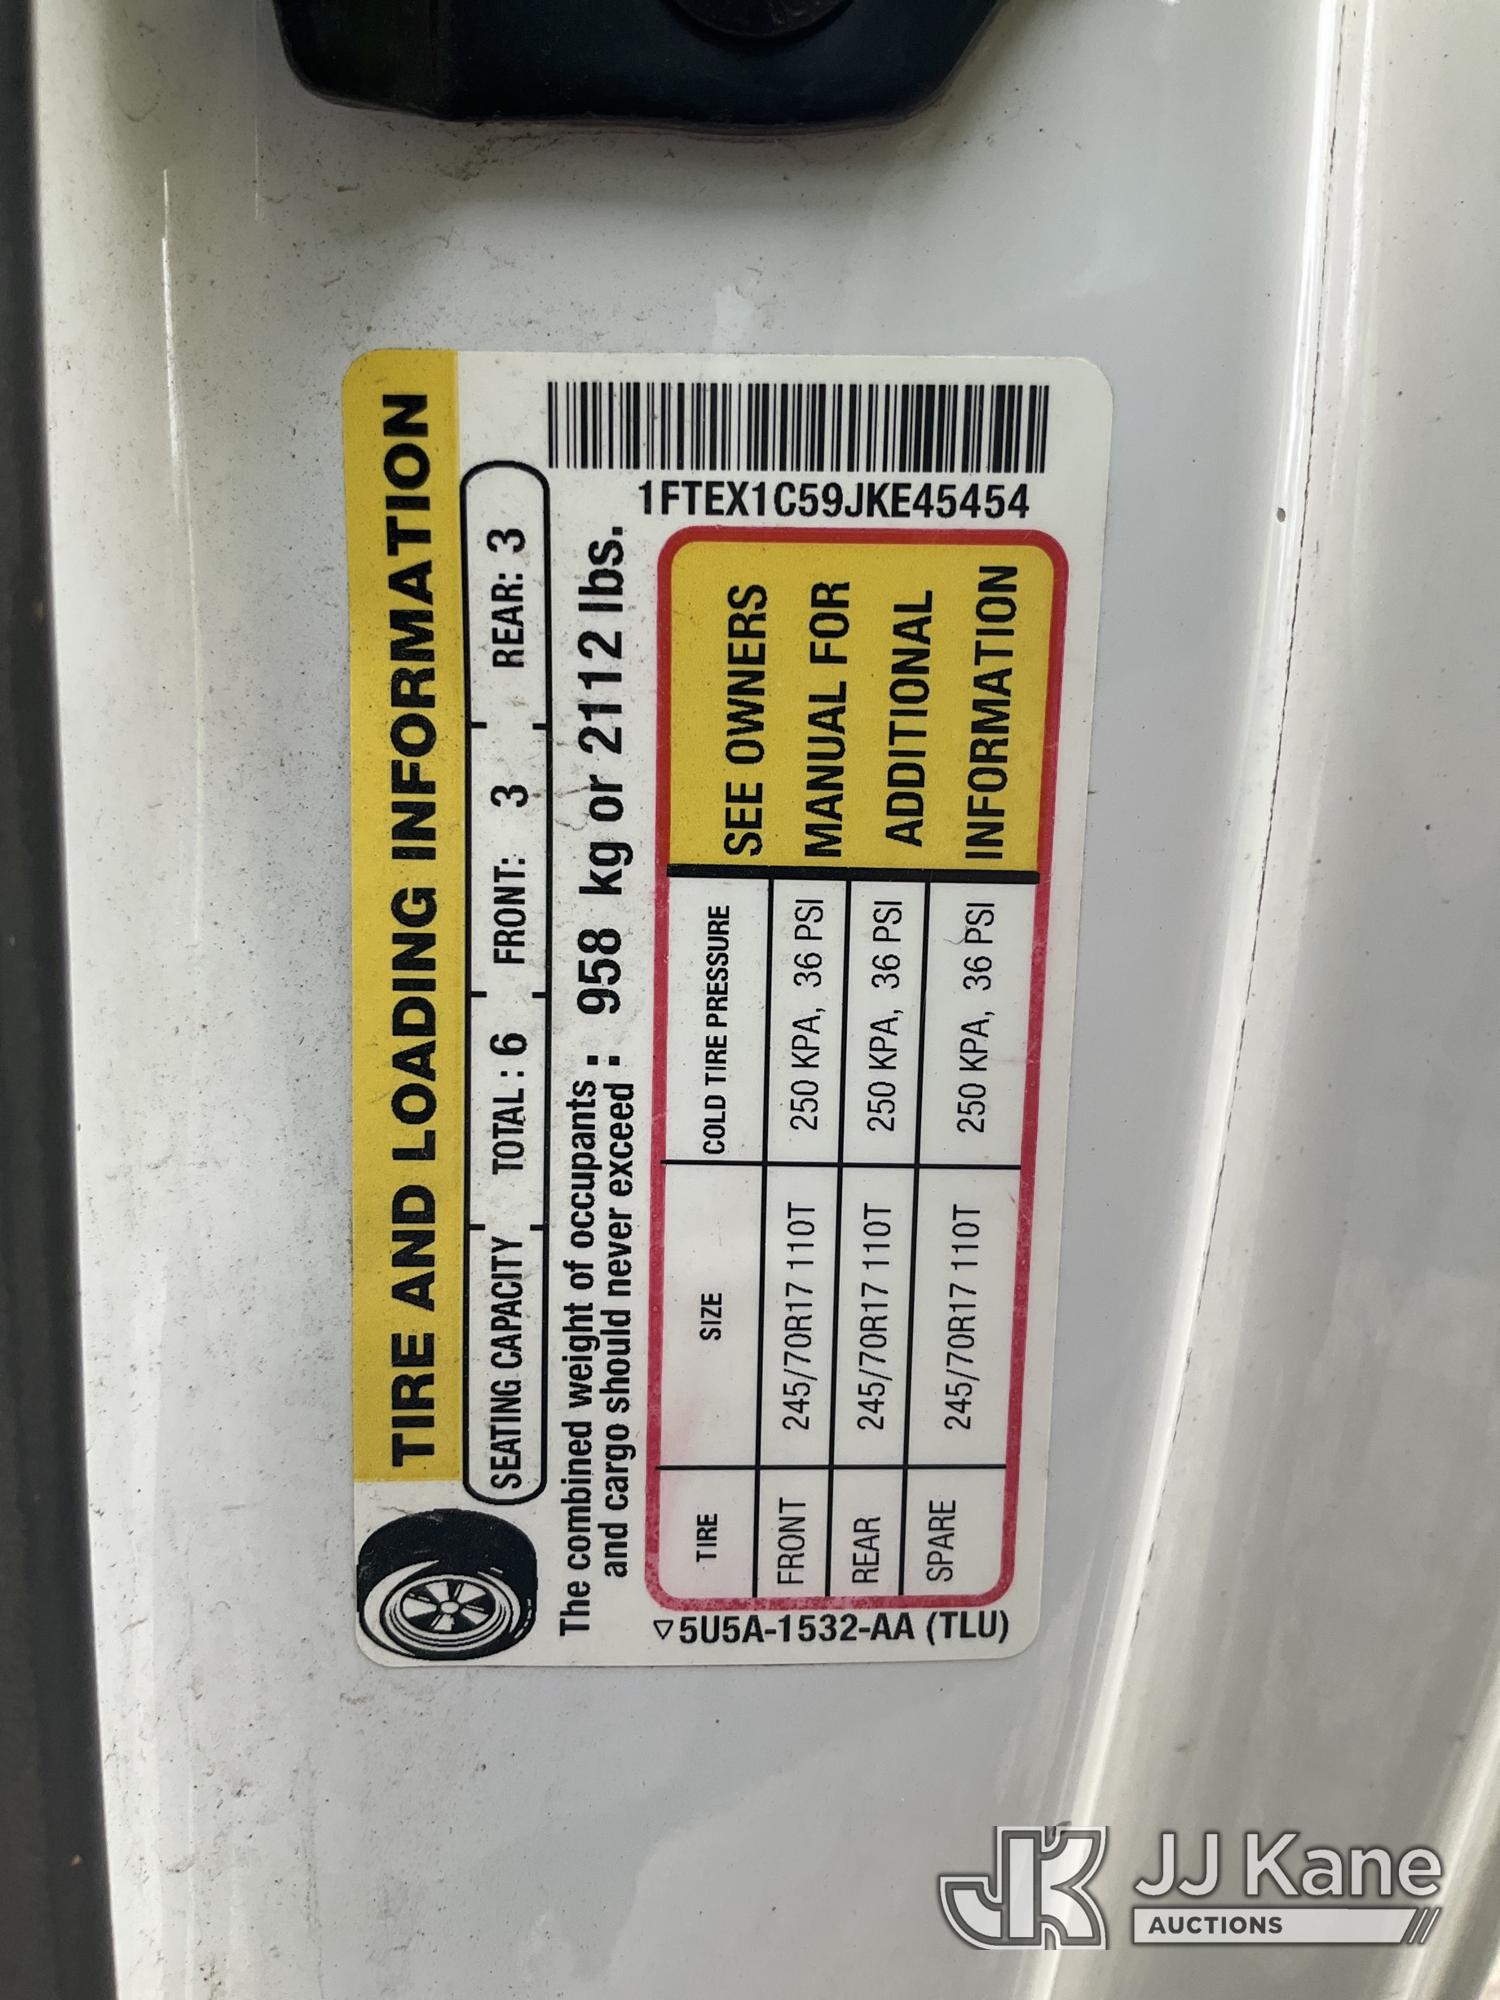 TIRE AND LOADING INFORMATION
SEATING CAPACITY TOTAL : 6 FRONT: 3 REAR: 3
The combined weight of occupants : 958 kg or 2112 lbs.
and cargo should never exceed :
1FTEX1C59JKE45454
TIRE SIZE COLD TIRE PRESSURE
FRONT 245/70R17 110T 250 KPA, 36 PSI
REAR 245/70R17 110T 250 KPA, 36 PSI
SPARE 245/70R17 110T 250 KPA, 36 PSI
SEE OWNERS
MANUAL FOR
ADDITIONAL
INFORMATION
5U5A-1532-AA (TLU)
JK JJ Kane
AUCTIONS